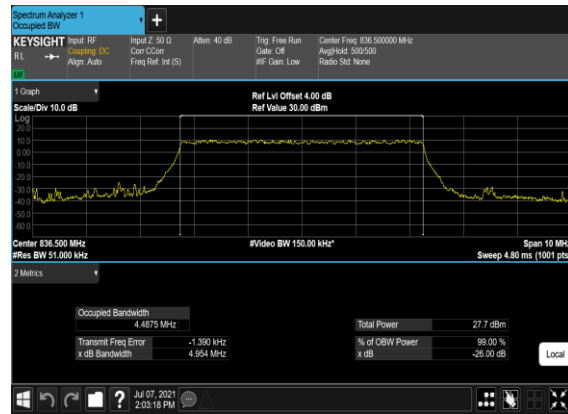 Spectrum Analyzer 1
Occupied BW
+
KEYSIGHT
RL
Input: RF
Coupling: DC
Align: Auto
Input Z: 50 Ω
Corr CCorr
Freq Ref: Int (S)
Atten: 40 dB
Trig: Free Run
Gate: Off
#IF Gain: Low
Center Freq: 836.500000 MHz
Avg|Hold: 500/500
Radio Std: None
1 Graph
Scale/Div 10.0 dB
Ref Lvl Offset 4.00 dB
Ref Value 30.00 dBm
Log
20.0
10.0
0.00
-10.0
-20.0
-30.0
-40.0
-50.0
-60.0
Center 836.500 MHz
#Res BW 51.000 kHz
#Video BW 150.00 kHz*
Span 10 MHz
Sweep 4.80 ms (1001 pts
2 Metrics
Occupied Bandwidth
4.4875 MHz
Total Power 27.7 dBm
Transmit Freq Error -1.390 kHz
% of OBW Power 99.00 %
x dB Bandwidth 4.954 MHz
x dB -26.00 dB
Local
?
Jul 07, 2021
2:03:18 PM